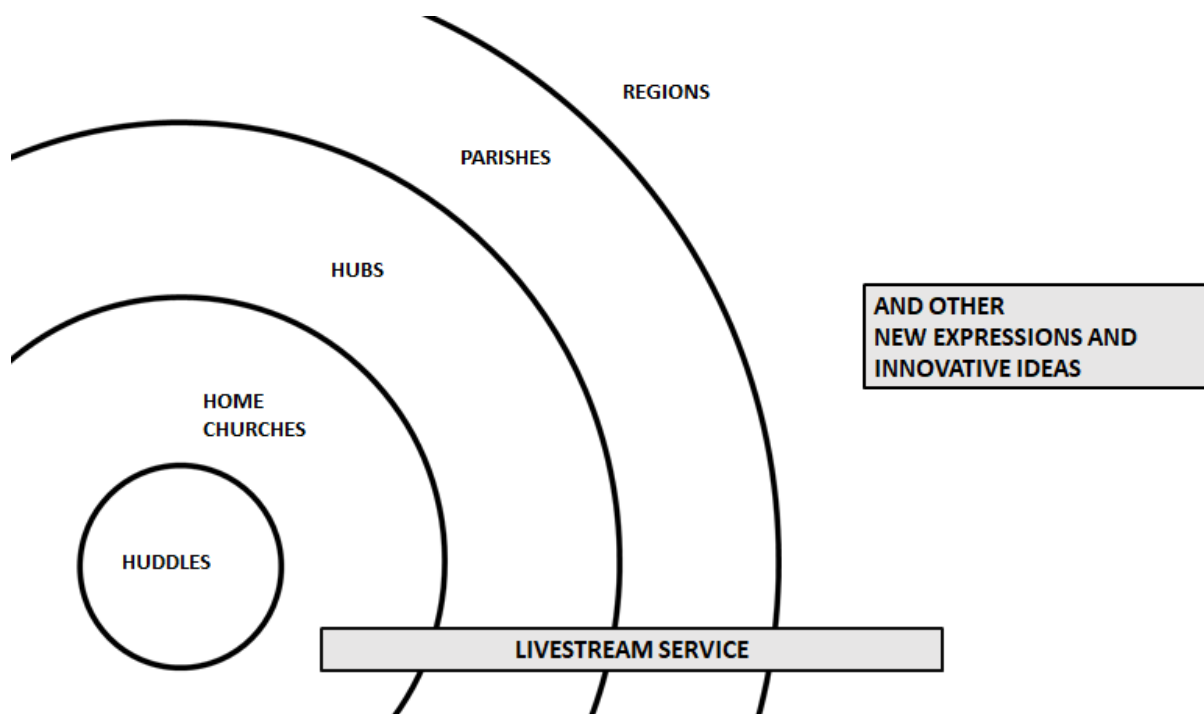 REGIONS
PARISHES
HUBS
AND OTHER
NEW EXPRESSIONS AND
INNOVATIVE IDEAS
HOME
CHURCHES
HUDDLES
LIVESTREAM SERVICE